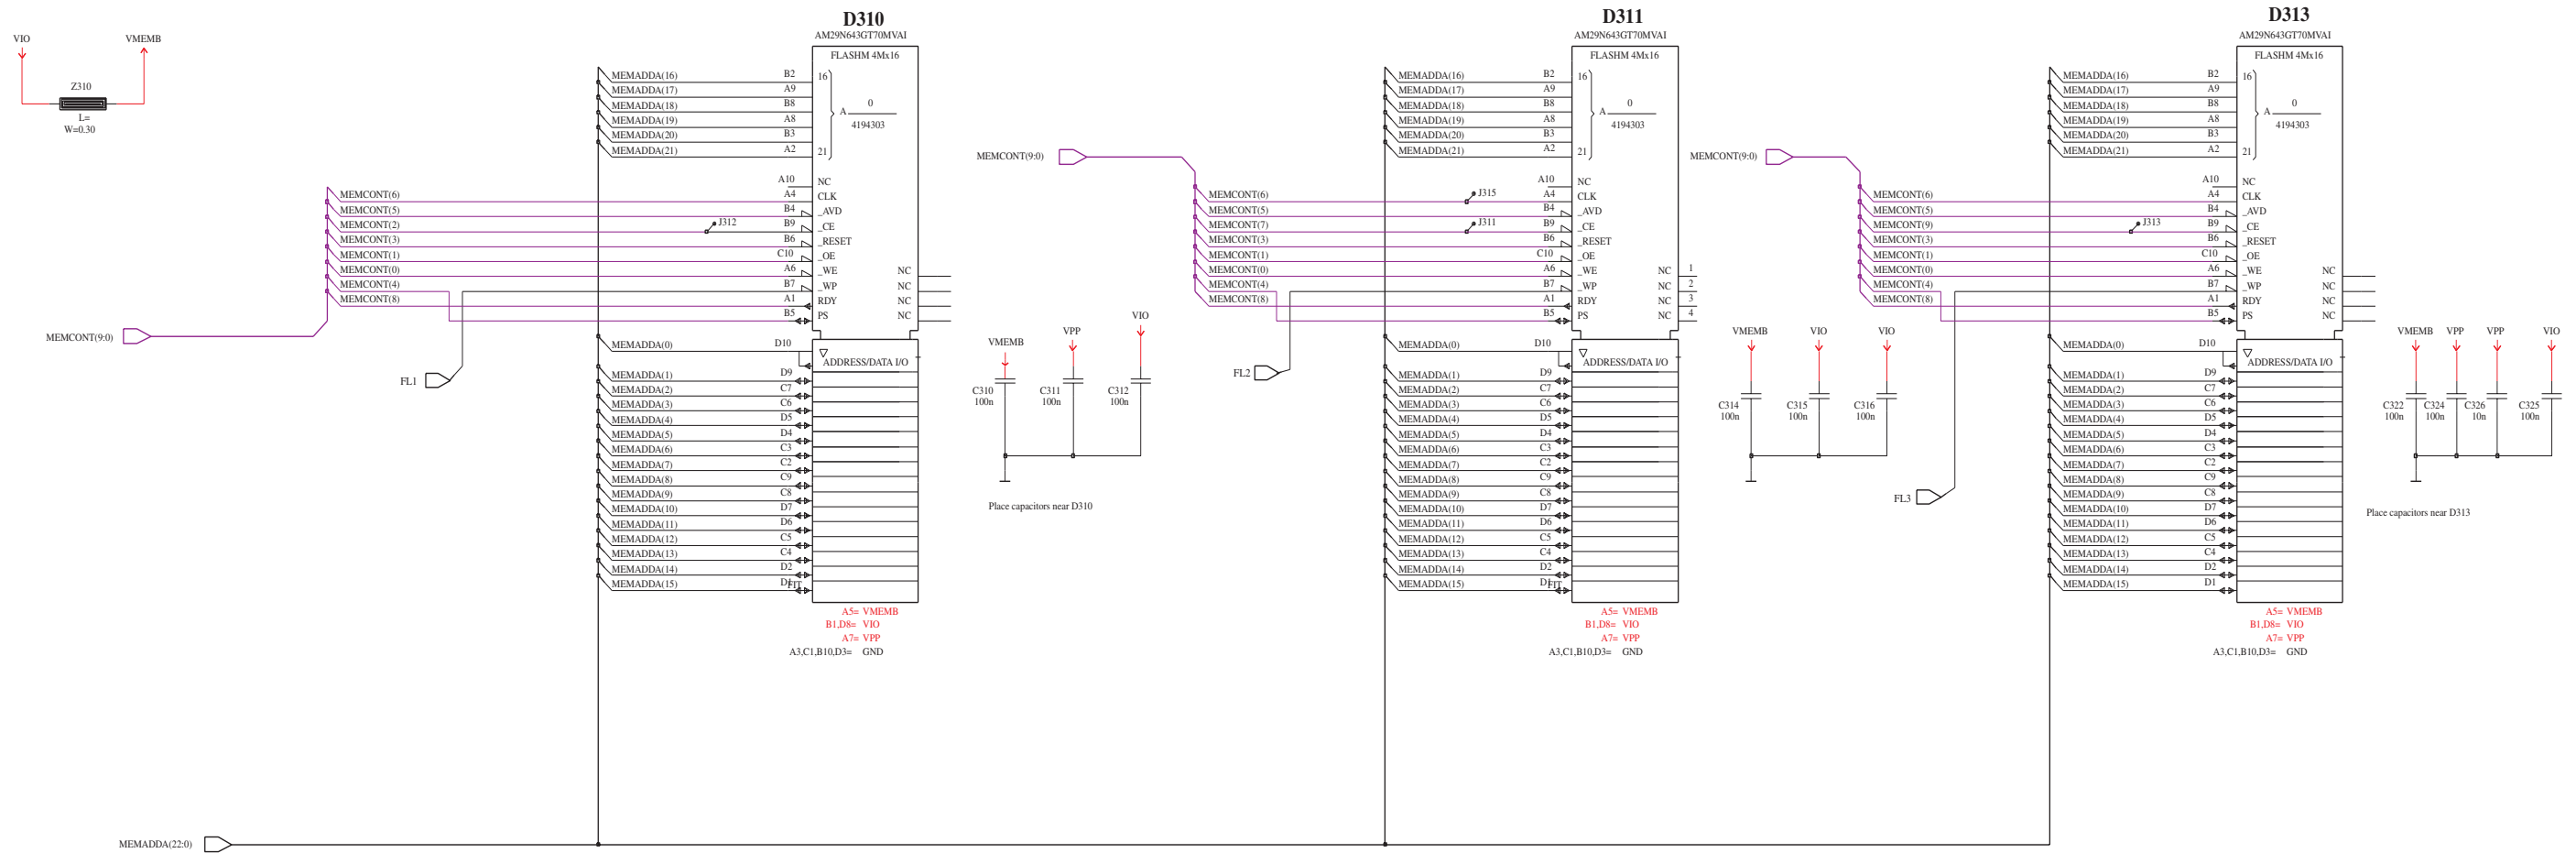 VIO
VMEMB
Z310
L=
W=0.30
D310
AM29N643GT70MVAI
FLASHM 4Mx16
MEMADDA(16) B2 16
MEMADDA(17) A9
MEMADDA(18) B8
A 0
4194303
MEMADDA(19) A8
MEMADDA(20) B3
MEMADDA(21) A2 21
A10 NC
MEMCONT(6) A4 CLK
MEMCONT(5) B4 _AVD
MEMCONT(2) J312 B9 _CE
MEMCONT(3) B6 _RESET
MEMCONT(1) C10 _OE
MEMCONT(0) A6 _WE NC
MEMCONT(4) B7 _WP NC
MEMCONT(8) A1 RDY NC
B5 PS NC
MEMCONT(9:0)
FL1
MEMADDA(0) D10
ADDRESS/DATA I/O
MEMADDA(1) D9
MEMADDA(2) C7
MEMADDA(3) C6
MEMADDA(4) D5
MEMADDA(5) D4
MEMADDA(6) C3
MEMADDA(7) C2
MEMADDA(8) C9
MEMADDA(9) C8
MEMADDA(10) D7
MEMADDA(11) D6
MEMADDA(12) C5
MEMADDA(13) C4
MEMADDA(14) D2
MEMADDA(15) D1 FIT
A5= VMEMB
B1,D8= VIO
A7= VPP
A3,C1,B10,D3= GND
VMEMB VPP VIO
C310 C311 C312
100n 100n 100n
Place capacitors near D310
D311
AM29N643GT70MVAI
FLASHM 4Mx16
MEMADDA(16) B2 16
MEMADDA(17) A9
MEMADDA(18) B8
A 0
4194303
MEMADDA(19) A8
MEMADDA(20) B3
MEMADDA(21) A2 21
MEMCONT(9:0)
A10 NC
MEMCONT(6) J315 A4 CLK
MEMCONT(5) B4 _AVD
MEMCONT(7) J311 B9 _CE
MEMCONT(3) B6 _RESET
MEMCONT(1) C10 _OE
MEMCONT(0) A6 _WE NC 1
MEMCONT(4) B7 _WP NC 2
MEMCONT(8) A1 RDY NC 3
B5 PS NC 4
FL2
MEMADDA(0) D10
ADDRESS/DATA I/O
MEMADDA(1) D9
MEMADDA(2) C7
MEMADDA(3) C6
MEMADDA(4) D5
MEMADDA(5) D4
MEMADDA(6) C3
MEMADDA(7) C2
MEMADDA(8) C9
MEMADDA(9) C8
MEMADDA(10) D7
MEMADDA(11) D6
MEMADDA(12) C5
MEMADDA(13) C4
MEMADDA(14) D2
MEMADDA(15) D1 FIT
A5= VMEMB
B1,D8= VIO
A7= VPP
A3,C1,B10,D3= GND
VMEMB VIO VIO
C314 C315 C316
100n 100n 100n
D313
AM29N643GT70MVAI
FLASHM 4Mx16
MEMADDA(16) B2 16
MEMADDA(17) A9
MEMADDA(18) B8
A 0
4194303
MEMADDA(19) A8
MEMADDA(20) B3
MEMADDA(21) A2 21
MEMCONT(9:0)
A10 NC
MEMCONT(6) A4 CLK
MEMCONT(5) B4 _AVD
MEMCONT(9) J313 B9 _CE
MEMCONT(3) B6 _RESET
MEMCONT(1) C10 _OE
MEMCONT(0) A6 _WE NC
MEMCONT(4) B7 _WP NC
MEMCONT(8) A1 RDY NC
B5 PS NC
FL3
MEMADDA(0) D10
ADDRESS/DATA I/O
MEMADDA(1) D9
MEMADDA(2) C7
MEMADDA(3) C6
MEMADDA(4) D5
MEMADDA(5) D4
MEMADDA(6) C3
MEMADDA(7) C2
MEMADDA(8) C9
MEMADDA(9) C8
MEMADDA(10) D7
MEMADDA(11) D6
MEMADDA(12) C5
MEMADDA(13) C4
MEMADDA(14) D2
MEMADDA(15) D1
A5= VMEMB
B1,D8= VIO
A7= VPP
A3,C1,B10,D3= GND
VMEMB VPP VPP VIO
C322 C324 C326 C325
100n 100n 10n 100n
Place capacitors near D313
MEMADDA(22:0)